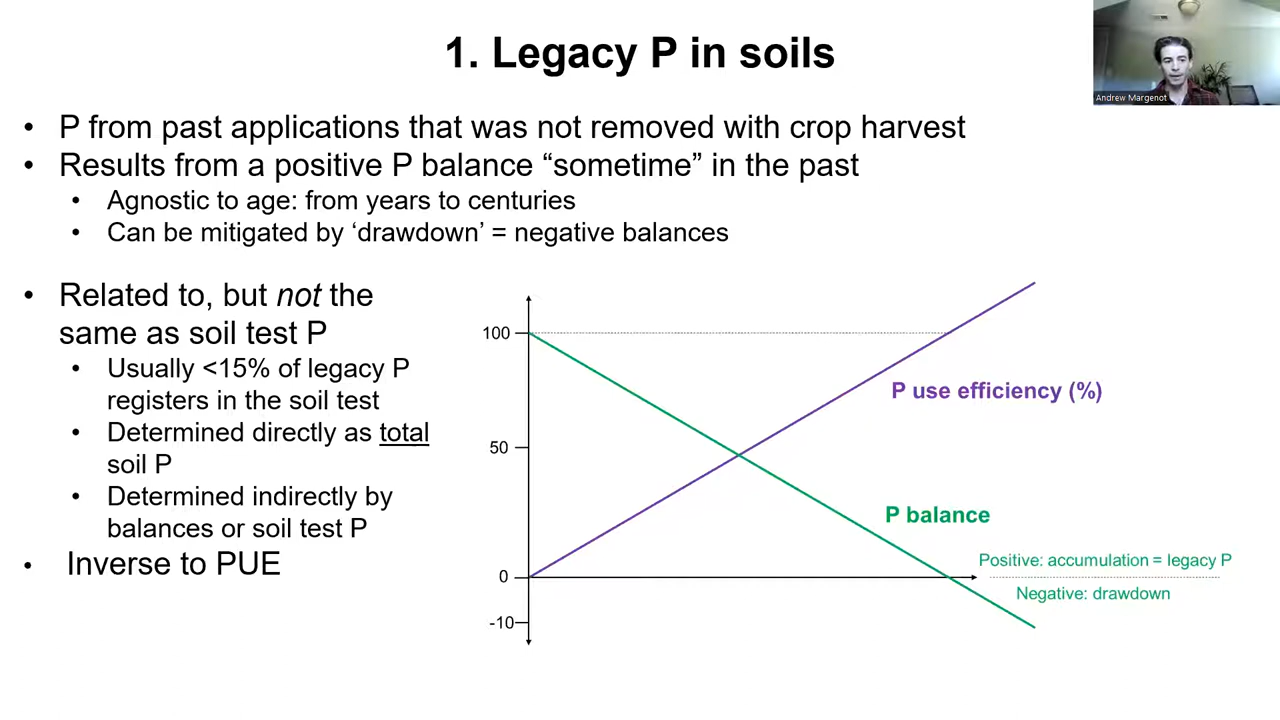 1. Legacy P in soils
Andrew Margenot
• P from past applications that was not removed with crop harvest
• Results from a positive P balance “sometime” in the past
• Agnostic to age: from years to centuries
• Can be mitigated by ‘drawdown’ = negative balances
• Related to, but not the
same as soil test P
• Usually <15% of legacy P
registers in the soil test
• Determined directly as total
soil P
• Determined indirectly by
balances or soil test P
• Inverse to PUE
100
50
0
-10
P use efficiency (%)
P balance
Positive: accumulation = legacy P
Negative: drawdown